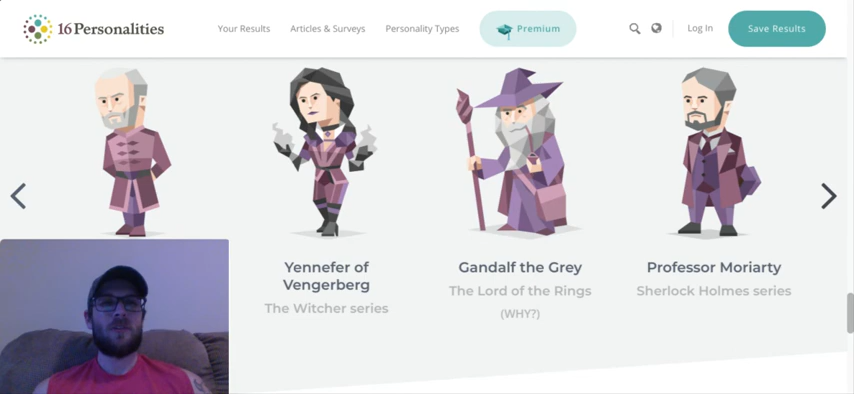 16Personalities
Your Results
Articles & Surveys
Personality Types
Premium
Log In
Save Results
Yennefer of
Vengerberg
The Witcher series
Gandalf the Grey
The Lord of the Rings
(WHY?)
Professor Moriarty
Sherlock Holmes series